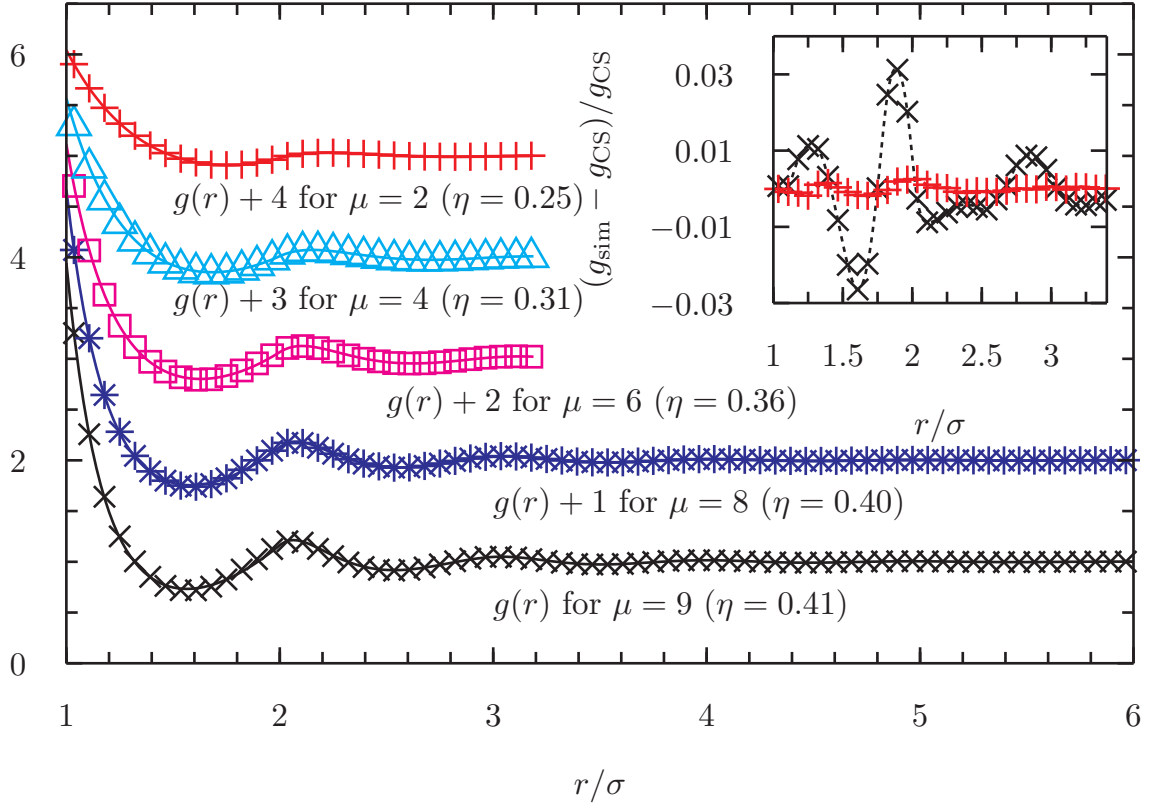 6
4
2
0
g(r) + 4 for μ = 2 (η = 0.25)
g(r) + 3 for μ = 4 (η = 0.31)
g(r) + 2 for μ = 6 (η = 0.36)
g(r) + 1 for μ = 8 (η = 0.40)
g(r) for μ = 9 (η = 0.41)
1 2 3 4 5 6
r/σ
(g_sim − g_CS)/g_CS
0.03
0.01
−0.01
−0.03
1 1.5 2 2.5 3
r/σ